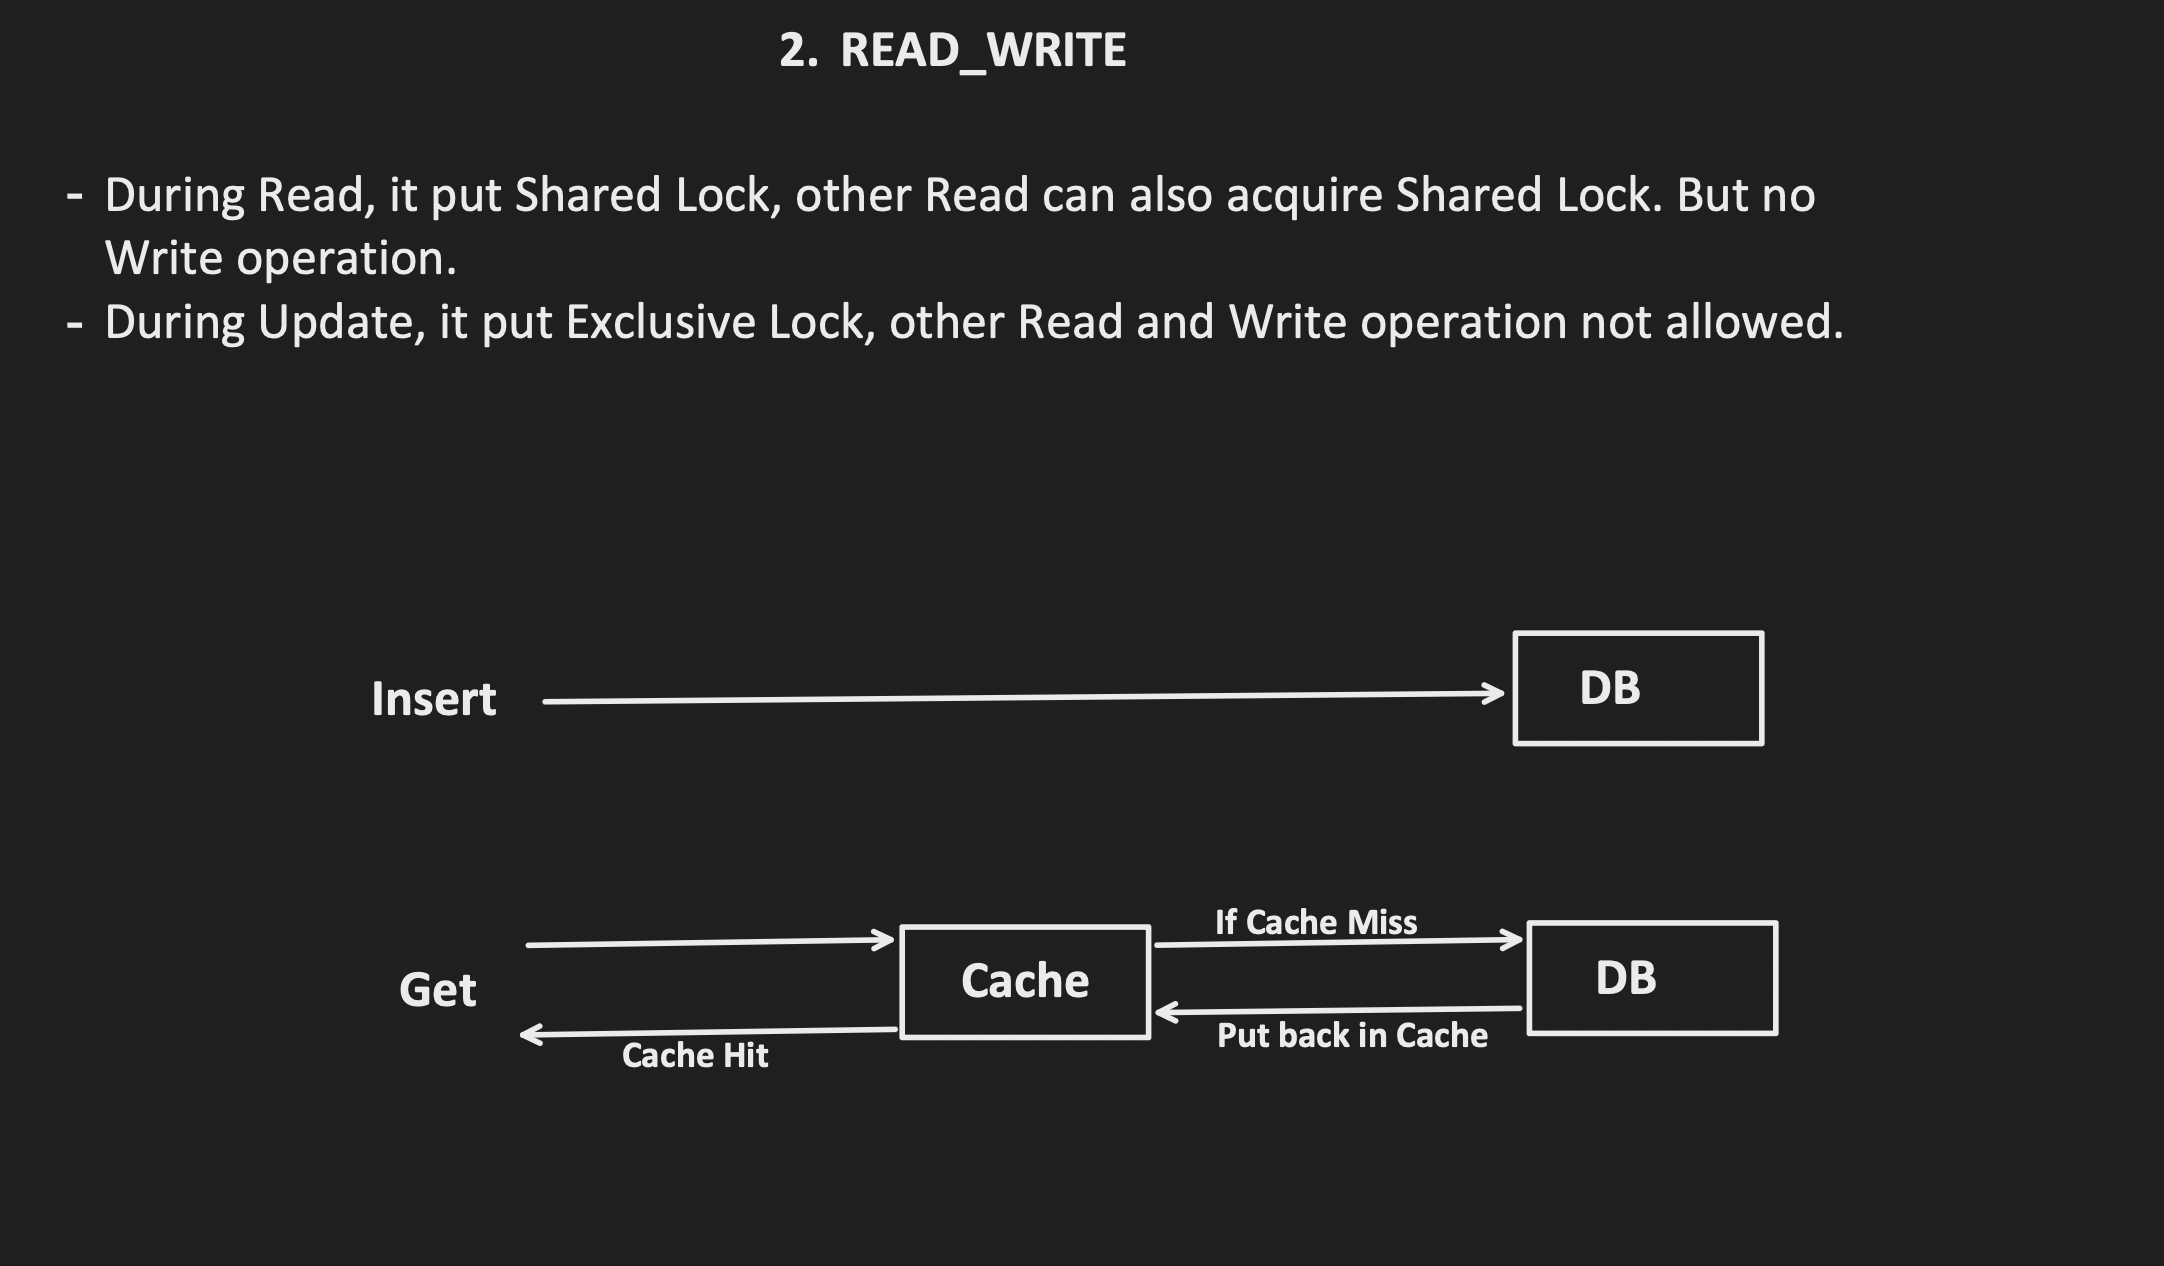 2. READ_WRITE
- During Read, it put Shared Lock, other Read can also acquire Shared Lock. But no
Write operation.
- During Update, it put Exclusive Lock, other Read and Write operation not allowed.
Insert
DB
If Cache Miss
Get
Cache
DB
Put back in Cache
Cache Hit